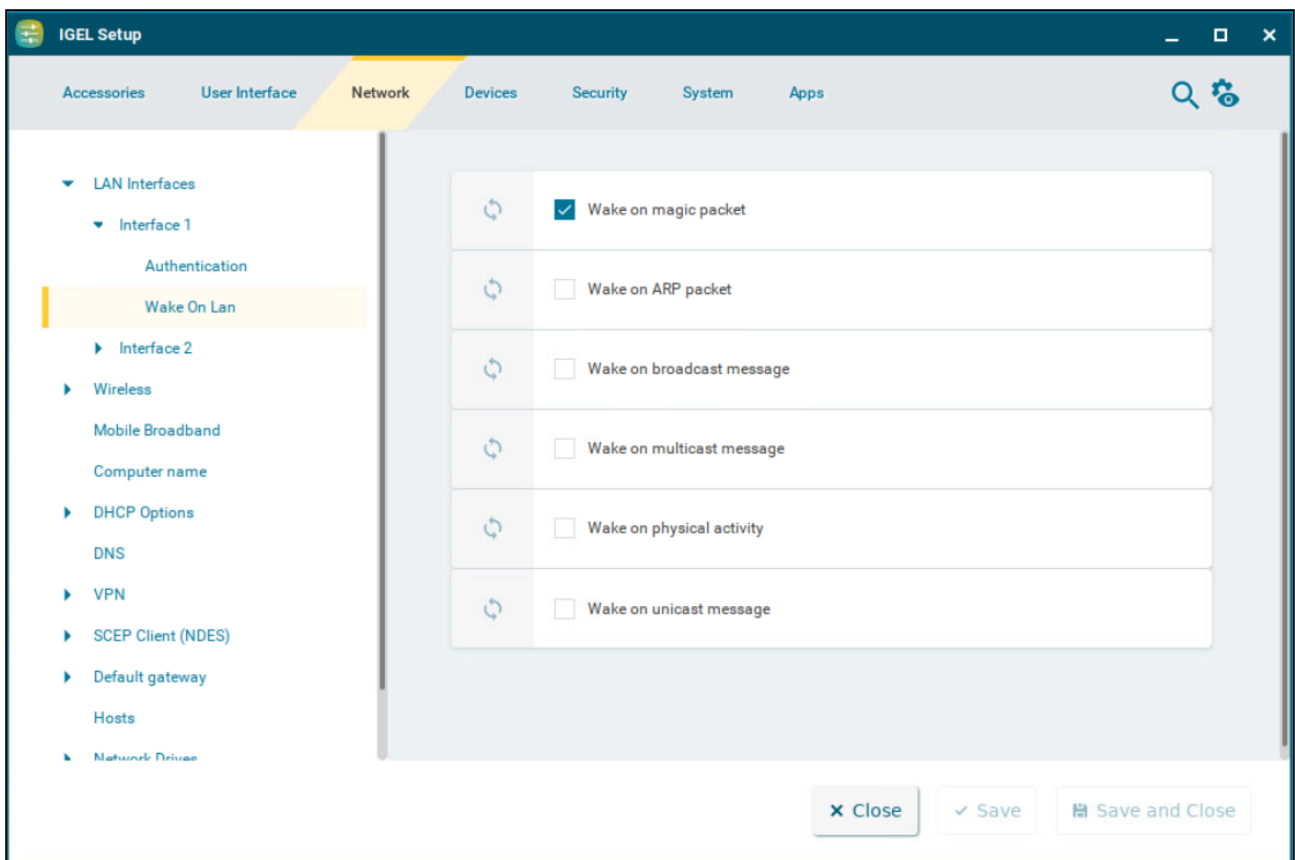 IGEL Setup
Accessories User Interface Network Devices Security System Apps
LAN Interfaces
Interface 1
Authentication
Wake On Lan
Interface 2
Wireless
Mobile Broadband
Computer name
DHCP Options
DNS
VPN
SCEP Client (NDES)
Default gateway
Hosts
Network Drives
Wake on magic packet
Wake on ARP packet
Wake on broadcast message
Wake on multicast message
Wake on physical activity
Wake on unicast message
Close Save Save and Close